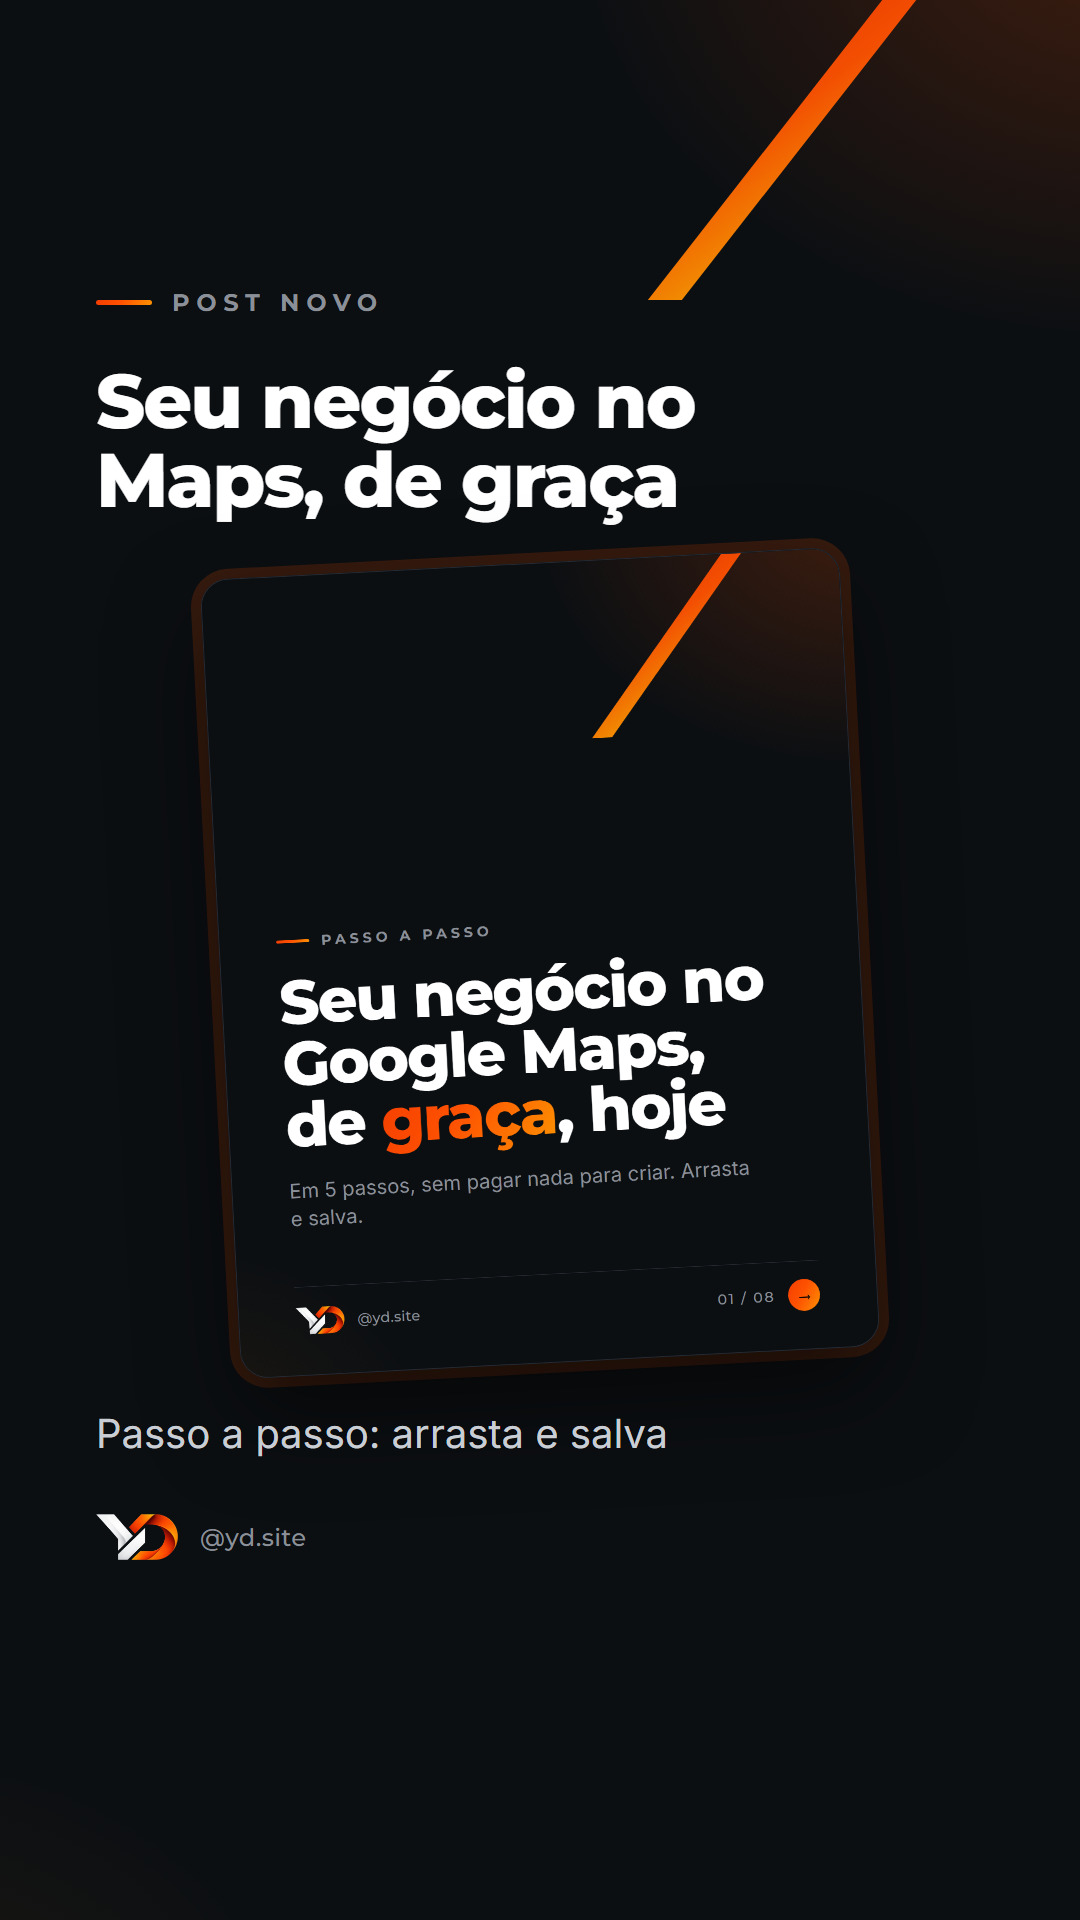 POST NOVO
Seu negócio no
Maps, de graça
PASSO A PASSO
Seu negócio no
Google Maps,
de graça, hoje
Em 5 passos, sem pagar nada para criar. Arrasta
e salva.
YD @yd.site
01 / 08 →
Passo a passo: arrasta e salva
YD @yd.site